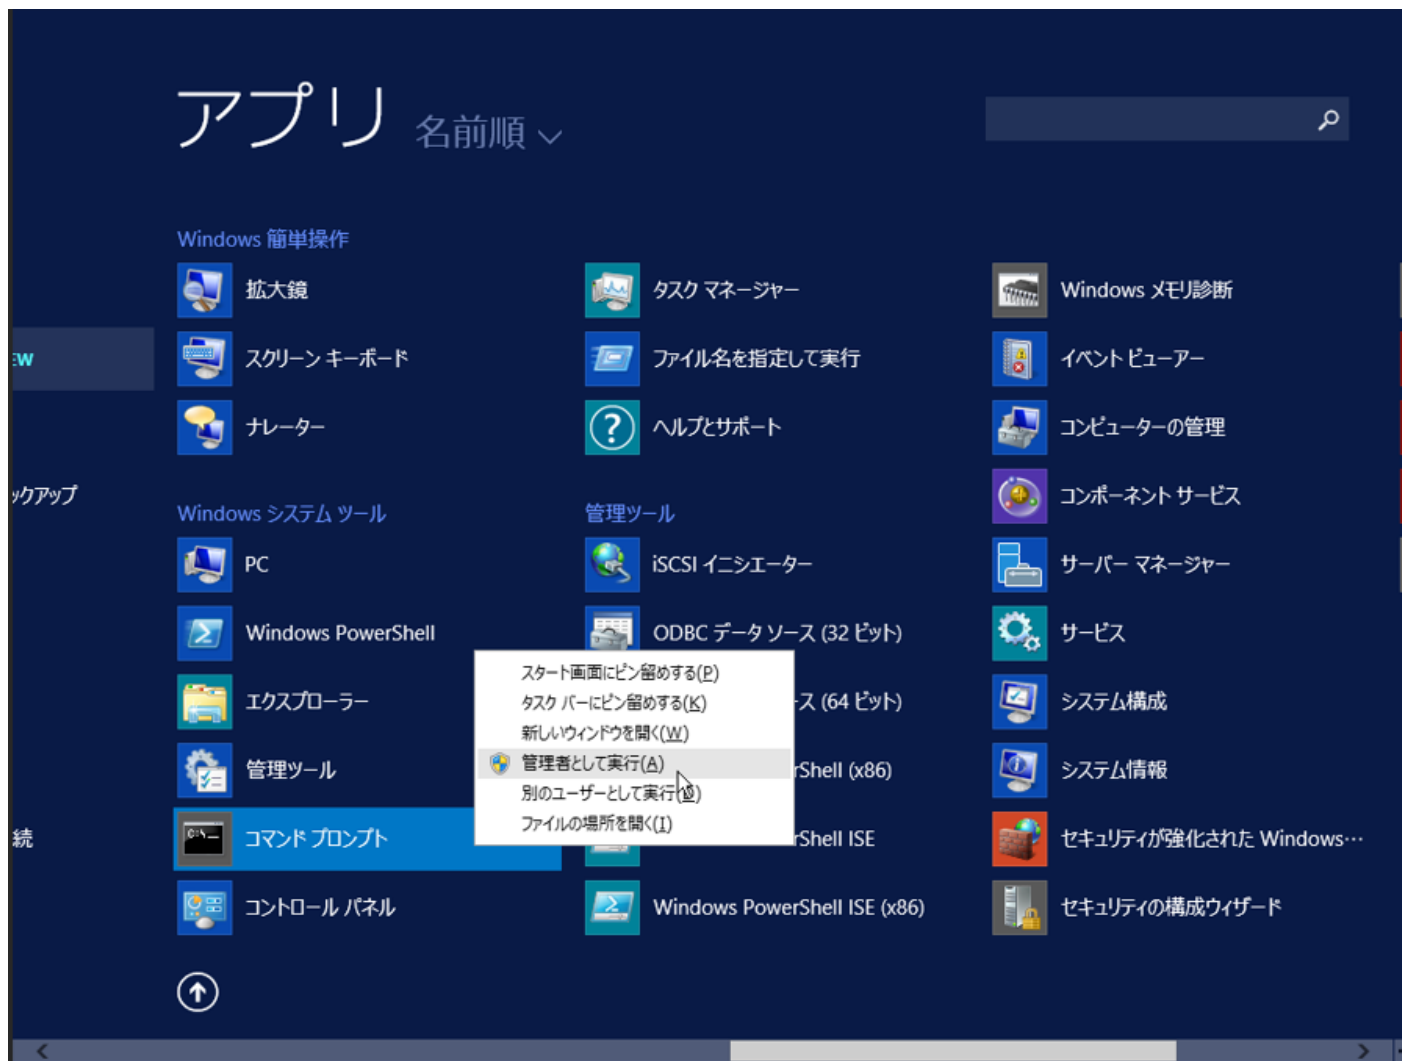 アプリ 名前順
Windows 簡単操作
拡大鏡
スクリーン キーボード
ナレーター
Windows システム ツール
PC
Windows PowerShell
エクスプローラー
管理ツール
コマンド プロンプト
コントロール パネル
タスク マネージャー
ファイル名を指定して実行
ヘルプとサポート
管理ツール
iSCSI イニシエーター
ODBC データ ソース (32 ビット)
ス (64 ビット)
rShell (x86)
rShell ISE
Windows PowerShell ISE (x86)
スタート画面にピン留めする(P)
タスク バーにピン留めする(K)
新しいウィンドウを開く(W)
管理者として実行(A)
別のユーザーとして実行
ファイルの場所を開く(I)
Windows メモリ診断
イベント ビューアー
コンピューターの管理
コンポーネント サービス
サーバー マネージャー
サービス
システム構成
システム情報
セキュリティが強化された Windows…
セキュリティの構成ウィザード
EW
ックアップ
続